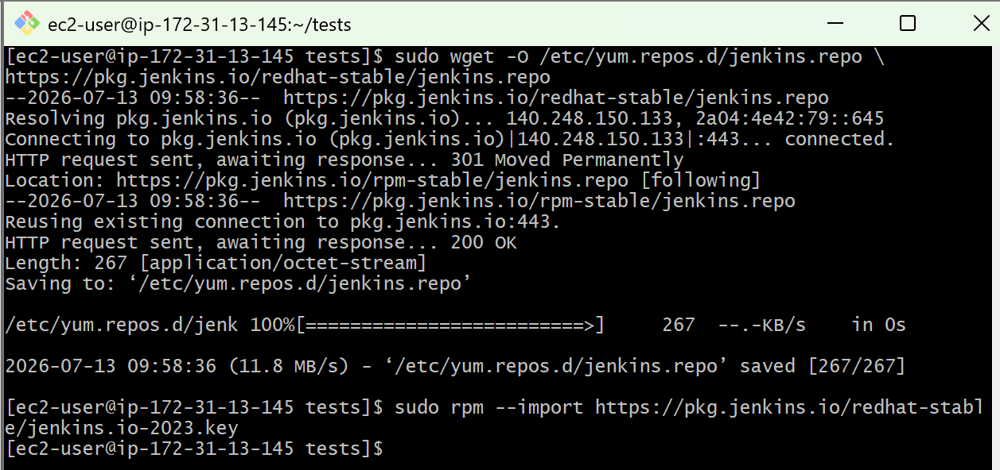 ec2-user@ip-172-31-13-145:~/tests
[ec2-user@ip-172-31-13-145 tests]$ sudo wget -O /etc/yum.repos.d/jenkins.repo \
https://pkg.jenkins.io/redhat-stable/jenkins.repo
--2026-07-13 09:58:36--  https://pkg.jenkins.io/redhat-stable/jenkins.repo
Resolving pkg.jenkins.io (pkg.jenkins.io)... 140.248.150.133, 2a04:4e42:79::645
Connecting to pkg.jenkins.io (pkg.jenkins.io)|140.248.150.133|:443... connected.
HTTP request sent, awaiting response... 301 Moved Permanently
Location: https://pkg.jenkins.io/rpm-stable/jenkins.repo [following]
--2026-07-13 09:58:36--  https://pkg.jenkins.io/rpm-stable/jenkins.repo
Reusing existing connection to pkg.jenkins.io:443.
HTTP request sent, awaiting response... 200 OK
Length: 267 [application/octet-stream]
Saving to: ‘/etc/yum.repos.d/jenkins.repo’
/etc/yum.repos.d/jenk 100%[=========================>]     267  --.-KB/s    in 0s
2026-07-13 09:58:36 (11.8 MB/s) - ‘/etc/yum.repos.d/jenkins.repo’ saved [267/267]
[ec2-user@ip-172-31-13-145 tests]$ sudo rpm --import https://pkg.jenkins.io/redhat-stabl
e/jenkins.io-2023.key
[ec2-user@ip-172-31-13-145 tests]$